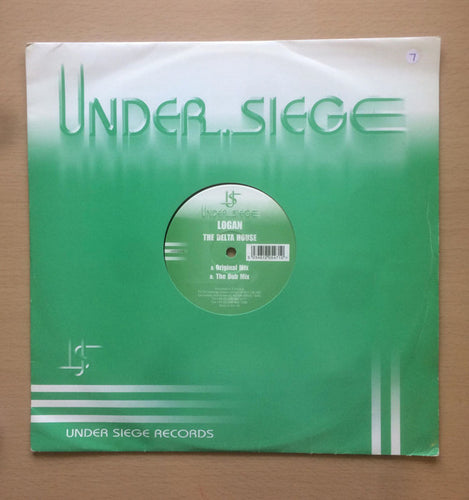 7
UNDER SIEGE
US
UNDER SIEGE
LOGAN
THE DELTA HOUSE
A Original Mix
B. The Dub Mix
US
UNDER SIEGE RECORDS